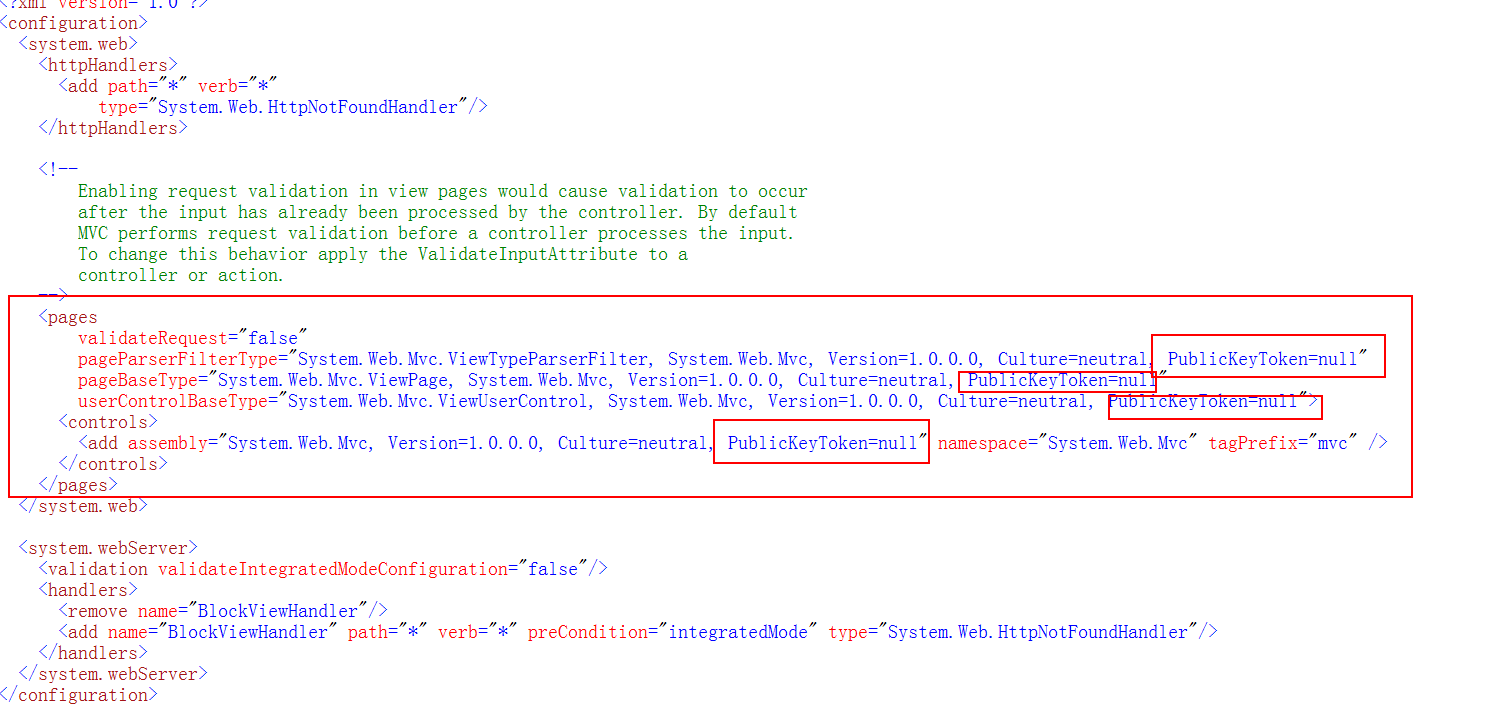 <?xml version="1.0"?>
<configuration>
<system.web>
<httpHandlers>
<add path="*" verb="*"
type="System.Web.HttpNotFoundHandler"/>
</httpHandlers>
<!--
Enabling request validation in view pages would cause validation to occur
after the input has already been processed by the controller. By default
MVC performs request validation before a controller processes the input.
To change this behavior apply the ValidateInputAttribute to a
controller or action.
-->
<pages
validateRequest="false"
pageParserFilterType="System.Web.Mvc.ViewTypeParserFilter, System.Web.Mvc, Version=1.0.0.0, Culture=neutral, PublicKeyToken=null"
pageBaseType="System.Web.Mvc.ViewPage, System.Web.Mvc, Version=1.0.0.0, Culture=neutral, PublicKeyToken=null"
userControlBaseType="System.Web.Mvc.ViewUserControl, System.Web.Mvc, Version=1.0.0.0, Culture=neutral, PublicKeyToken=null">
<controls>
<add assembly="System.Web.Mvc, Version=1.0.0.0, Culture=neutral, PublicKeyToken=null" namespace="System.Web.Mvc" tagPrefix="mvc" />
</controls>
</pages>
</system.web>
<system.webServer>
<validation validateIntegratedModeConfiguration="false"/>
<handlers>
<remove name="BlockViewHandler"/>
<add name="BlockViewHandler" path="*" verb="*" preCondition="integratedMode" type="System.Web.HttpNotFoundHandler"/>
</handlers>
</system.webServer>
</configuration>